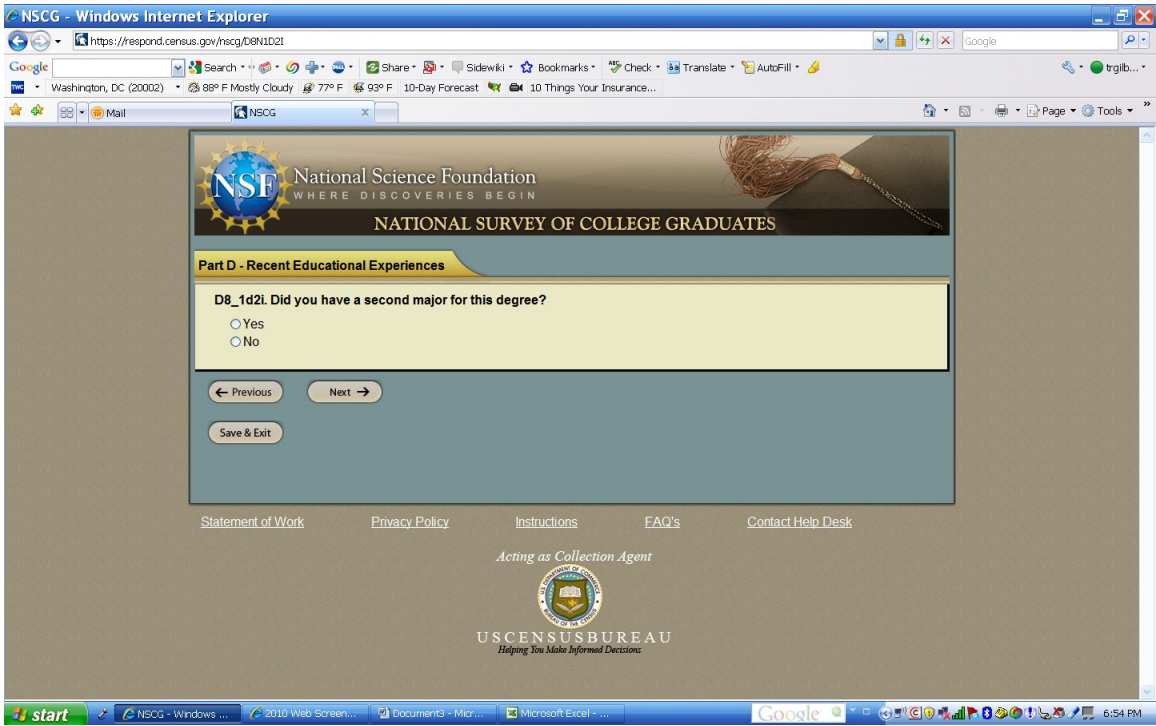 NSCG - Windows Internet Explorer
https://respond.census.gov/nscg/D8N1D2I
Google
Google Search Share Sidewiki Bookmarks Check Translate AutoFill trgilb...
TWC Washington, DC (20002) 88° F Mostly Cloudy 77° F 93° F 10-Day Forecast 10 Things Your Insurance...
Mail NSCG Page Tools
NSF
National Science Foundation
WHERE DISCOVERIES BEGIN
NATIONAL SURVEY OF COLLEGE GRADUATES
Part D - Recent Educational Experiences
D8_1d2i. Did you have a second major for this degree?
Yes
No
Previous Next
Save & Exit
Statement of Work Privacy Policy Instructions FAQ's Contact Help Desk
Acting as Collection Agent
USCENSUSBUREAU
Helping You Make Informed Decisions
start NSCG - Windows ... 2010 Web Screen... Document3 - Micr... Microsoft Excel - ... Google 6:54 PM